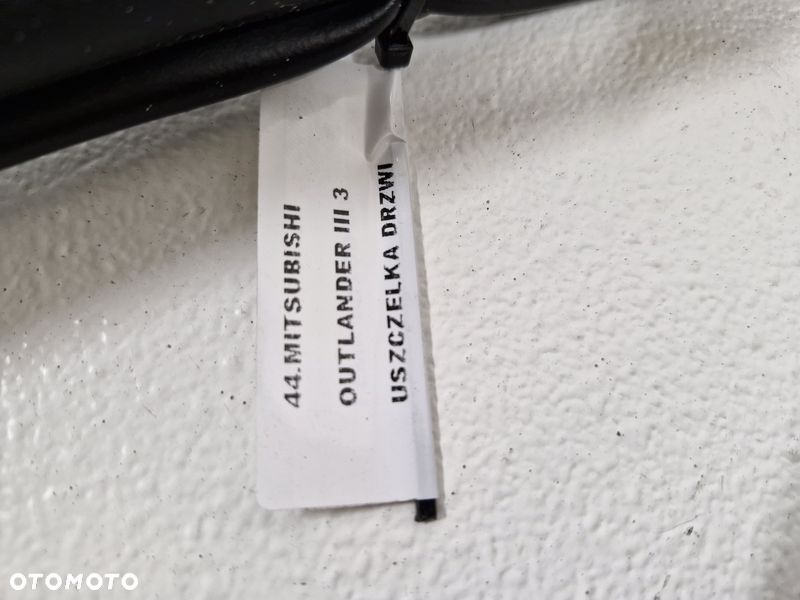 44.MITSUBISHI
OUTLANDER III 3
USZCZELKA DRZWI
OTOMOTO